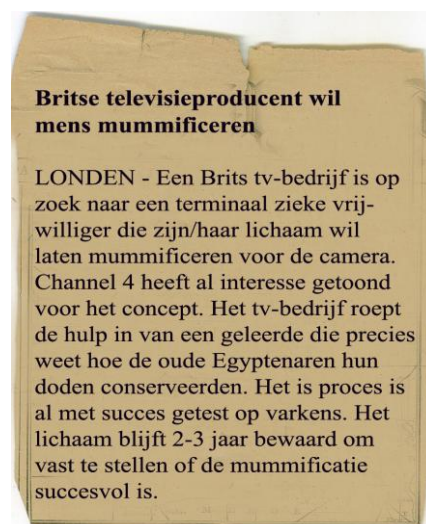 Britse televisieproducent wil
mens mummificeren
LONDEN - Een Brits tv-bedrijf is op
zoek naar een terminaal zieke vrij-
williger die zijn/haar lichaam wil
laten mummificeren voor de camera.
Channel 4 heeft al interesse getoond
voor het concept. Het tv-bedrijf roept
de hulp in van een geleerde die precies
weet hoe de oude Egyptenaren hun
doden conserveerden. Het is proces is
al met succes getest op varkens. Het
lichaam blijft 2-3 jaar bewaard om
vast te stellen of de mummificatie
succesvol is.